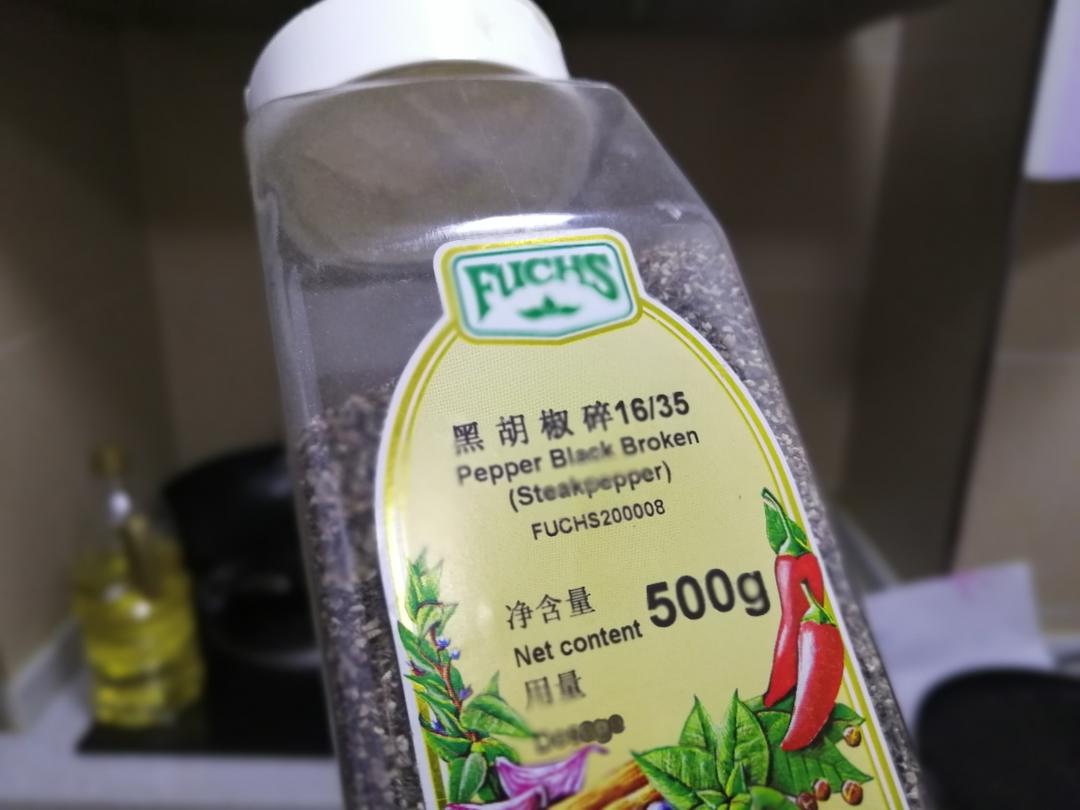 FUCHS
黑胡椒碎16/35
Pepper Black Broken
(Steakpepper)
FUCHS200008
净含量
Net content 500g
用量
Dosage